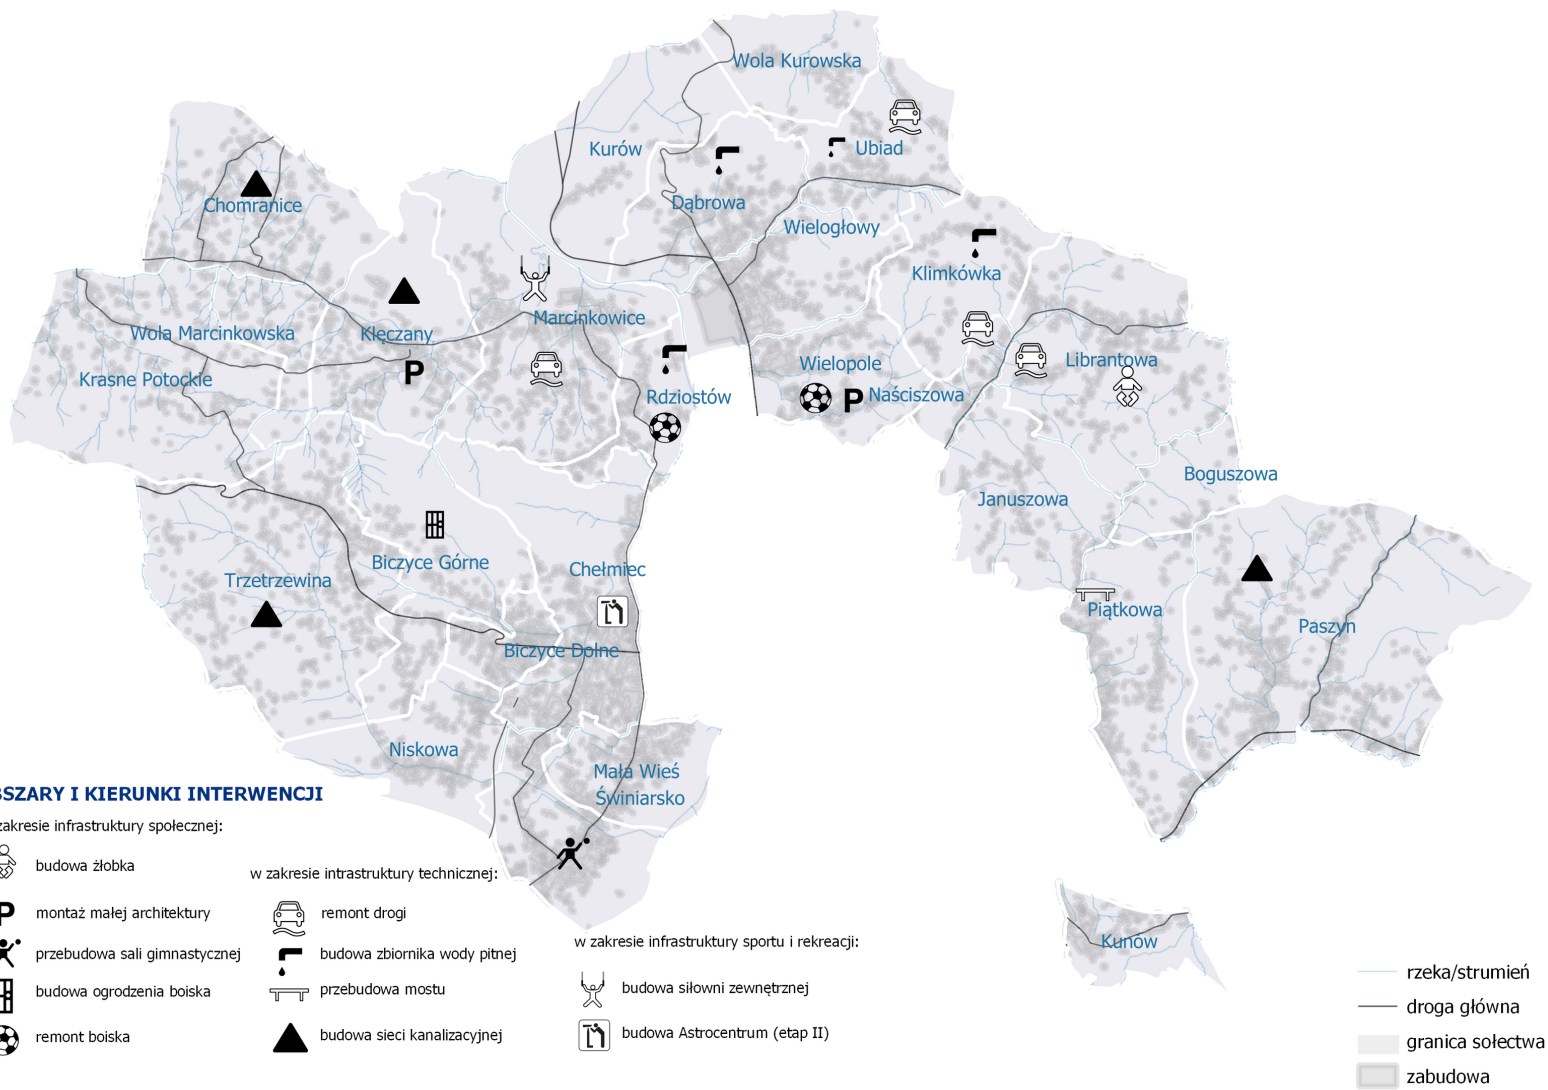 Wola Kurowska
Kurów
Ubiad
Dąbrowa
Chomranice
Wielogłowy
Klimkówka
Marcinkowice
Wola Marcinkowska
Klęczany
Wielopole
Librantowa
Krasne Potockie
P
Rdziostów
P
Naściszowa
Boguszowa
Januszowa
Biczyce Górne
Chełmiec
Trzetrzewina
Piątkowa
Paszyn
Biczyce Dolne
Niskowa
Mała Wieś
Świniarsko
Kunów
BSZARY I KIERUNKI INTERWENCJI
zakresie infrastruktury społecznej:
budowa żłobka
P montaż małej architektury
przebudowa sali gimnastycznej
budowa ogrodzenia boiska
remont boiska
w zakresie intrastruktury technicznej:
remont drogi
budowa zbiornika wody pitnej
przebudowa mostu
budowa sieci kanalizacyjnej
w zakresie infrastruktury sportu i rekreacji:
budowa siłowni zewnętrznej
budowa Astrocentrum (etap II)
rzeka/strumień
droga główna
granica sołectwa
zabudowa